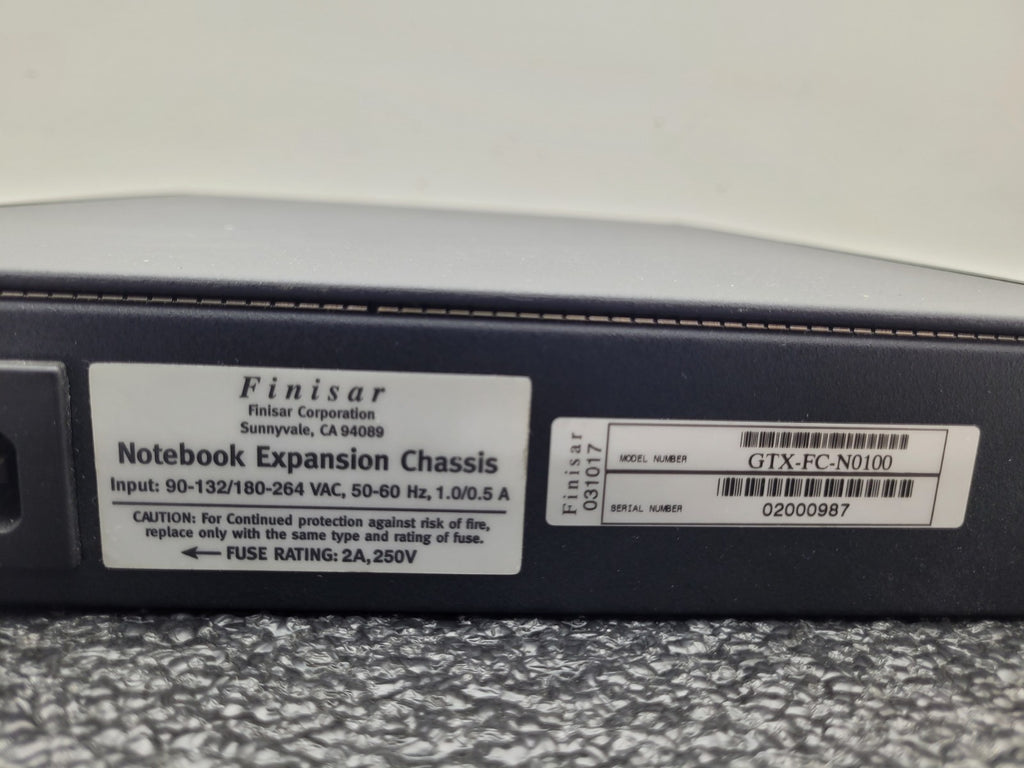 Finisar
Finisar Corporation
Sunnyvale, CA 94089
Notebook Expansion Chassis
Input: 90-132/180-264 VAC, 50-60 Hz, 1.0/0.5 A
CAUTION: For Continued protection against risk of fire,
replace only with the same type and rating of fuse.
← FUSE RATING: 2A, 250V
Finisar
031017
MODEL NUMBER
GTX-FC-N0100
SERIAL NUMBER
02000987